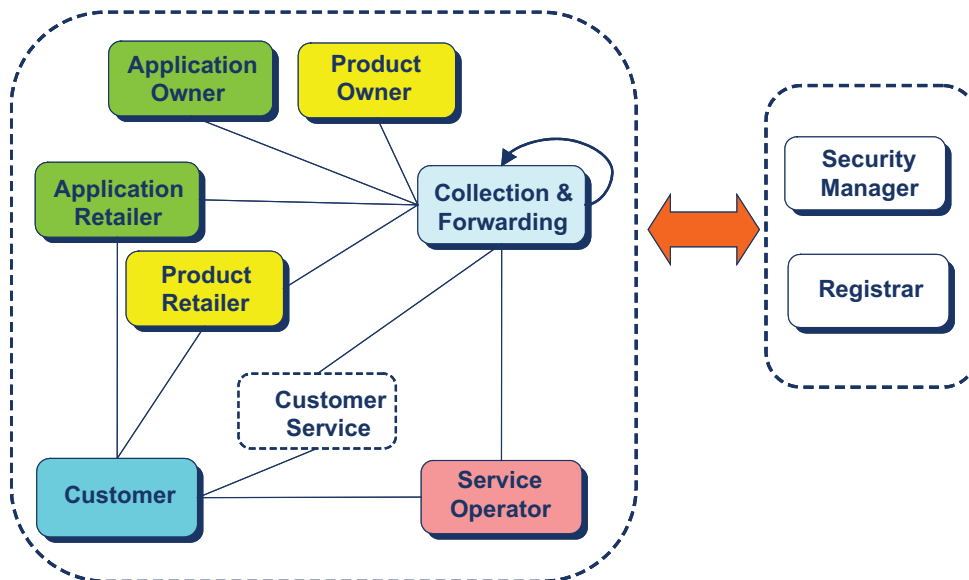 Application
Owner
Product
Owner
Application
Retailer
Collection &
Forwarding
Product
Retailer
Customer
Service
Customer
Service
Operator
Security
Manager
Registrar